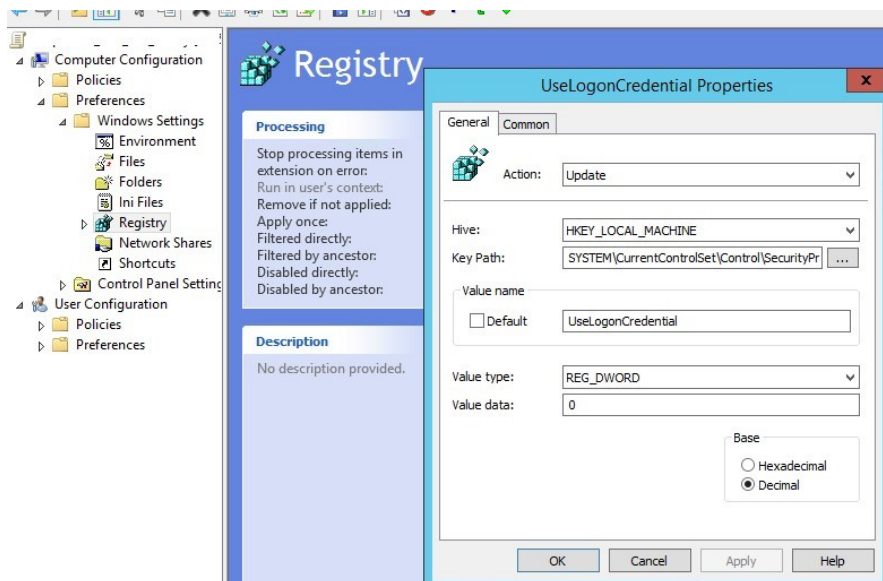 Computer Configuration
Policies
Preferences
Windows Settings
Environment
Files
Folders
Ini Files
Registry
Network Shares
Shortcuts
Control Panel Setting
User Configuration
Policies
Preferences
Registry
Processing
Stop processing items in
extension on error:
Run in user's context:
Remove if not applied:
Apply once:
Filtered directly:
Filtered by ancestor:
Disabled directly:
Disabled by ancestor:
Description
No description provided.
UseLogonCredential Properties
x
General Common
Action: Update
Hive: HKEY_LOCAL_MACHINE
Key Path: SYSTEM\CurrentControlSet\Control\SecurityPr ...
Value name
Default UseLogonCredential
Value type: REG_DWORD
Value data: 0
Base
Hexadecimal
Decimal
OK Cancel Apply Help